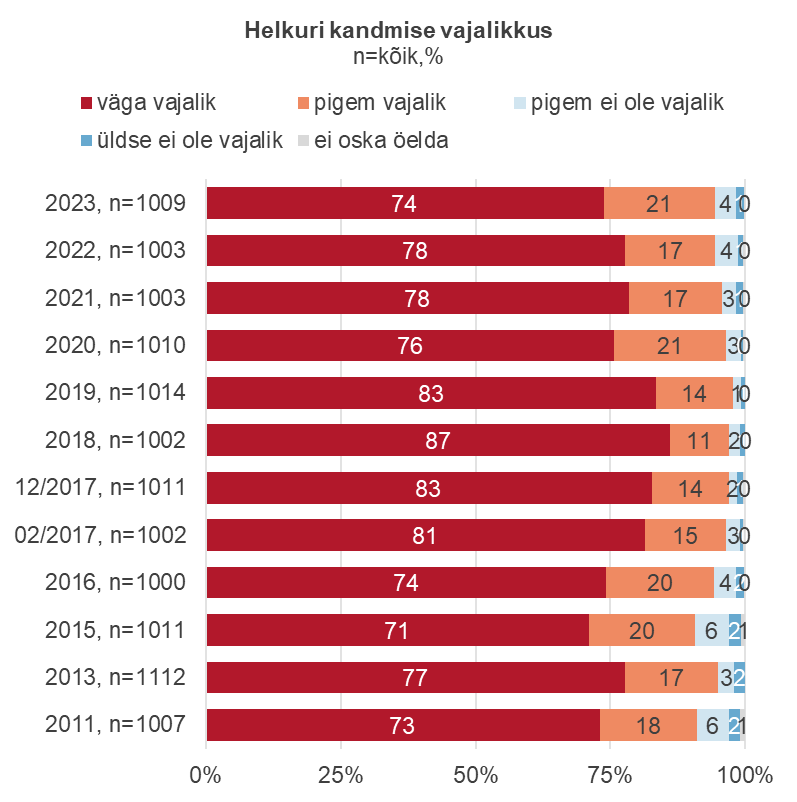 Helkuri kandmise vajalikkus
n=kõik,%
väga vajalik pigem vajalik pigem ei ole vajalik
üldse ei ole vajalik ei oska öelda
2023, n=1009 74 21 4 1 0
2022, n=1003 78 17 4 1 0
2021, n=1003 78 17 3 1 0
2020, n=1010 76 21 3 0
2019, n=1014 83 14 1 0
2018, n=1002 87 11 2 0
12/2017, n=1011 83 14 2 0
02/2017, n=1002 81 15 3 0
2016, n=1000 74 20 4 0
2015, n=1011 71 20 6 2 1
2013, n=1112 77 17 3 2
2011, n=1007 73 18 6 2 1
0% 25% 50% 75% 100%